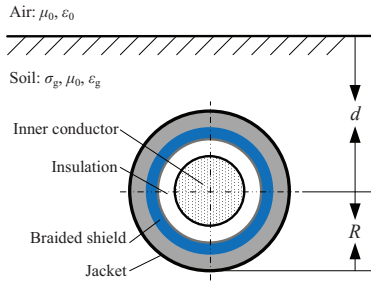 Air: μ₀, ε₀
Soil: σg, μ₀, εg
d
Inner conductor
Insulation
R
Braided shield
Jacket